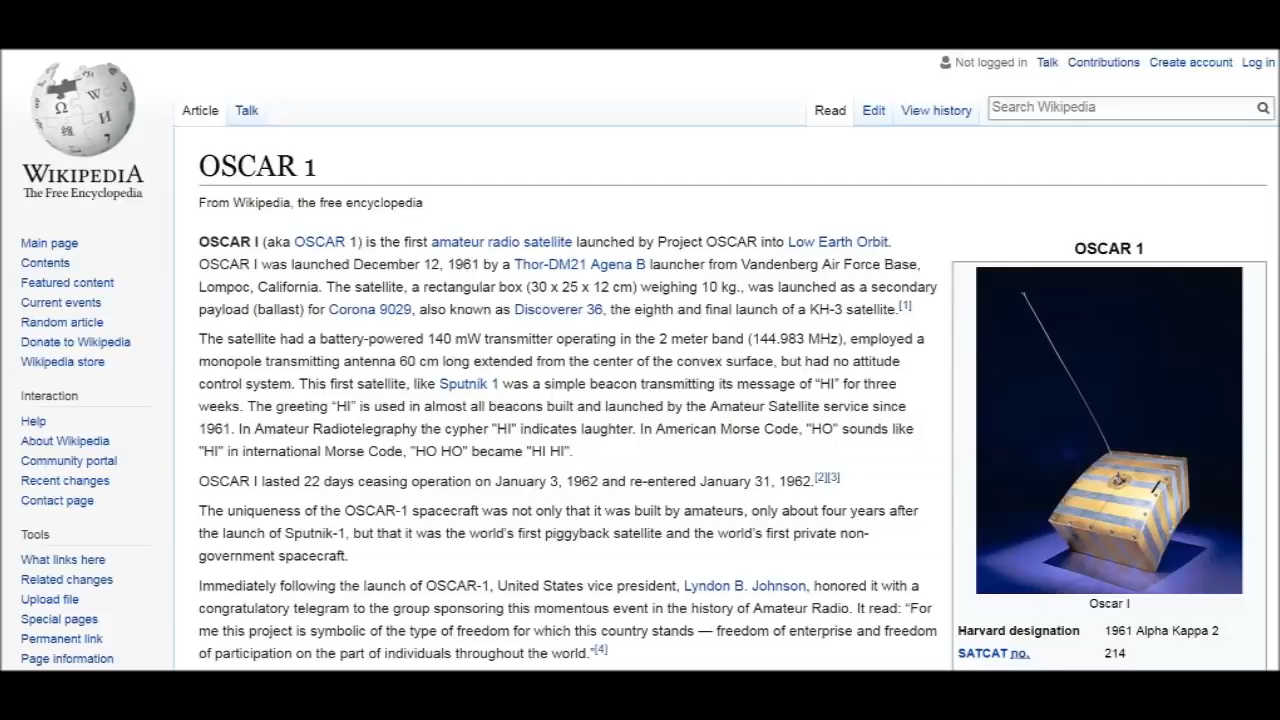 Not logged in Talk Contributions Create account Log in
Article Talk Read Edit View history Search Wikipedia
WIKIPEDIA
The Free Encyclopedia
Main page
Contents
Featured content
Current events
Random article
Donate to Wikipedia
Wikipedia store
Interaction
Help
About Wikipedia
Community portal
Recent changes
Contact page
Tools
What links here
Related changes
Upload file
Special pages
Permanent link
Page information
OSCAR 1
From Wikipedia, the free encyclopedia
OSCAR I (aka OSCAR 1) is the first amateur radio satellite launched by Project OSCAR into Low Earth Orbit.
OSCAR I was launched December 12, 1961 by a Thor-DM21 Agena B launcher from Vandenberg Air Force Base,
Lompoc, California. The satellite, a rectangular box (30 x 25 x 12 cm) weighing 10 kg., was launched as a secondary
payload (ballast) for Corona 9029, also known as Discoverer 36, the eighth and final launch of a KH-3 satellite.[1]
The satellite had a battery-powered 140 mW transmitter operating in the 2 meter band (144.983 MHz), employed a
monopole transmitting antenna 60 cm long extended from the center of the convex surface, but had no attitude
control system. This first satellite, like Sputnik 1 was a simple beacon transmitting its message of “HI” for three
weeks. The greeting “HI” is used in almost all beacons built and launched by the Amateur Satellite service since
1961. In Amateur Radiotelegraphy the cypher "HI" indicates laughter. In American Morse Code, "HO" sounds like
"HI" in international Morse Code, "HO HO" became "HI HI".
OSCAR I lasted 22 days ceasing operation on January 3, 1962 and re-entered January 31, 1962.[2][3]
The uniqueness of the OSCAR-1 spacecraft was not only that it was built by amateurs, only about four years after
the launch of Sputnik-1, but that it was the world’s first piggyback satellite and the world’s first private non-
government spacecraft.
Immediately following the launch of OSCAR-1, United States vice president, Lyndon B. Johnson, honored it with a
congratulatory telegram to the group sponsoring this momentous event in the history of Amateur Radio. It read: “For
me this project is symbolic of the type of freedom for which this country stands — freedom of enterprise and freedom
of participation on the part of individuals throughout the world.”[4]
OSCAR 1
Oscar I
Harvard designation 1961 Alpha Kappa 2
SATCAT no. 214